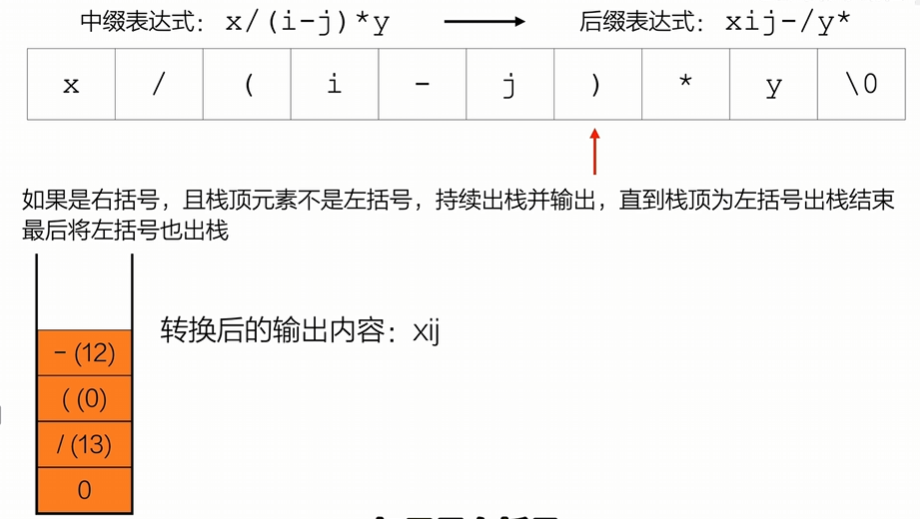 中缀表达式: x/(i-j)*y 后缀表达式: xij-/y*
x / ( i - j ) * y \0
如果是右括号，且栈顶元素不是左括号，持续出栈并输出，直到栈顶为左括号出栈结束
最后将左括号也出栈
转换后的输出内容: xij
- (12)
( (0)
/ (13)
0